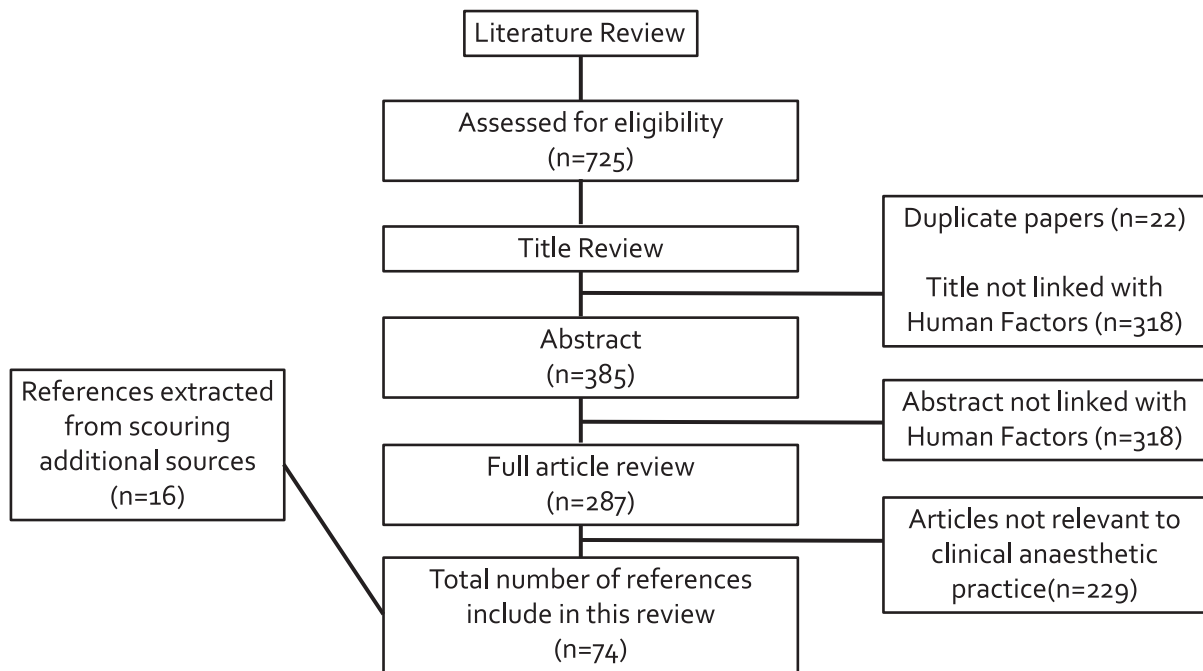 Literature Review
Assessed for eligibility
(n=725)
Title Review
Duplicate papers (n=22)
Title not linked with
Human Factors (n=318)
Abstract
(n=385)
References extracted
from scouring
additional sources
(n=16)
Abstract not linked with
Human Factors (n=318)
Full article review
(n=287)
Articles not relevant to
clinical anaesthetic
practice(n=229)
Total number of references
include in this review
(n=74)